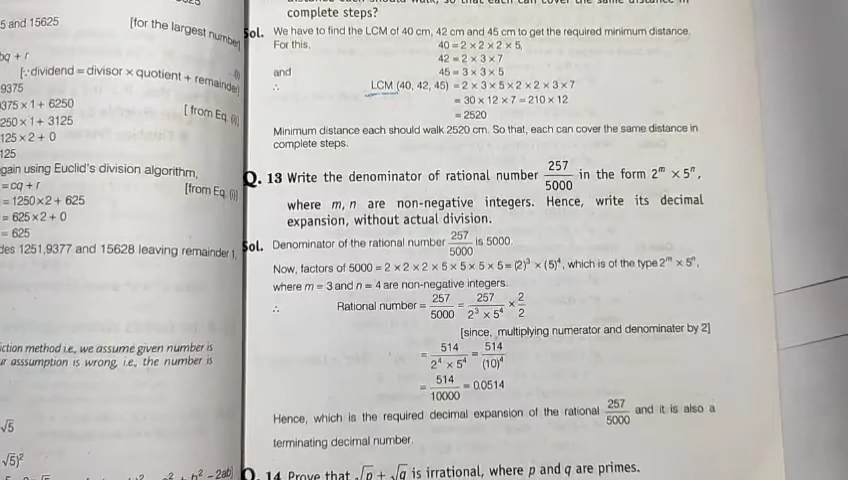 5 and 15625
[for the largest number]
bq + r
[∵ dividend = divisor × quotient + remainder]
9375
375 × 1 + 6250
[from Eq. (i)]
250 × 1 + 3125
125 × 2 + 0
125
gain using Euclid's division algorithm,
= cq + r
[from Eq. (i)]
= 1250 × 2 + 625
= 625 × 2 + 0
= 625
des 1251, 9377 and 15628 leaving remainder 1,
iction method i.e., we assume given number is
ur asssumption is wrong, i.e., the number is
√5
√5)²
complete steps?
Sol. We have to find the LCM of 40 cm, 42 cm and 45 cm to get the required minimum distance.
For this, 40 = 2 × 2 × 2 × 5,
42 = 2 × 3 × 7
and 45 = 3 × 3 × 5
∴ LCM (40, 42, 45) = 2 × 3 × 5 × 2 × 2 × 3 × 7
= 30 × 12 × 7 = 210 × 12
= 2520
Minimum distance each should walk 2520 cm. So that, each can cover the same distance in
complete steps.
Q. 13 Write the denominator of rational number 257/5000 in the form 2ᵐ × 5ⁿ,
where m, n are non-negative integers. Hence, write its decimal
expansion, without actual division.
Sol. Denominator of the rational number 257/5000 is 5000.
Now, factors of 5000 = 2 × 2 × 2 × 5 × 5 × 5 × 5 = (2)³ × (5)⁴, which is of the type 2ᵐ × 5ⁿ,
where m = 3 and n = 4 are non-negative integers.
∴ Rational number = 257/5000 = 257/(2³ × 5⁴) × 2/2
[since, multiplying numerator and denominater by 2]
= 514/(2⁴ × 5⁴) = 514/(10)⁴
= 514/10000 = 0.0514
Hence, which is the required decimal expansion of the rational 257/5000 and it is also a
terminating decimal number.
Q. 14 Prove that √p + √q is irrational, where p and q are primes.